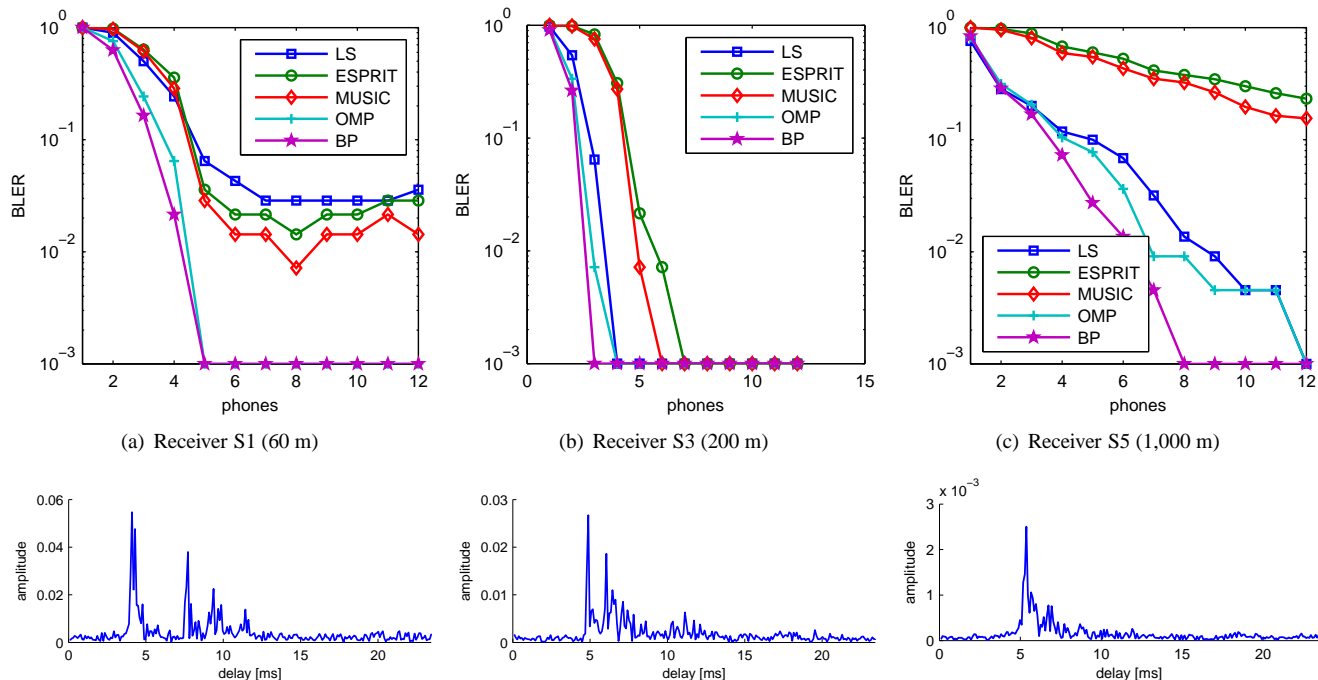 10^0
10^-1
10^-2
10^-3
BLER
2 4 6 8 10 12
phones
LS
ESPRIT
MUSIC
OMP
BP
(a) Receiver S1 (60 m)
10^0
10^-1
10^-2
10^-3
BLER
0 5 10 15
phones
LS
ESPRIT
MUSIC
OMP
BP
(b) Receiver S3 (200 m)
10^0
10^-1
10^-2
10^-3
BLER
2 4 6 8 10 12
phones
LS
ESPRIT
MUSIC
OMP
BP
(c) Receiver S5 (1,000 m)
0.06
0.04
0.02
0
amplitude
0 5 10 15 20
delay [ms]
0.03
0.02
0.01
0
amplitude
0 5 10 15 20
delay [ms]
x 10^-3
3
2
1
0
amplitude
0 5 10 15 20
delay [ms]